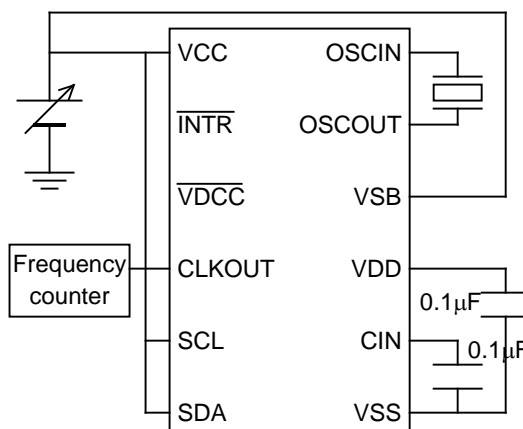 VCC OSCIN
INTR OSCOUT
VDCC VSB
Frequency
counter
CLKOUT VDD
0.1μF
SCL CIN
0.1μF
SDA VSS